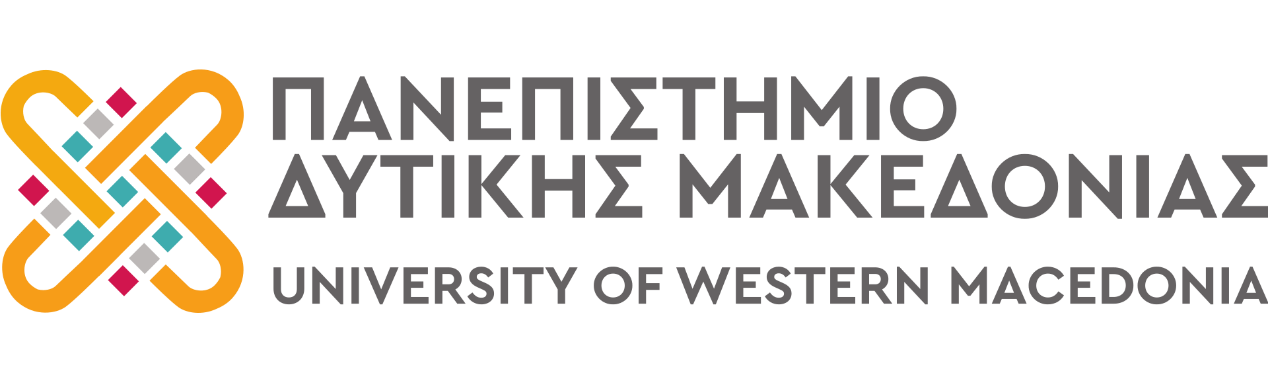 ΠΑΝΕΠΙΣΤΗΜΙΟ
ΔΥΤΙΚΗΣ ΜΑΚΕΔΟΝΙΑΣ
UNIVERSITY OF WESTERN MACEDONIA